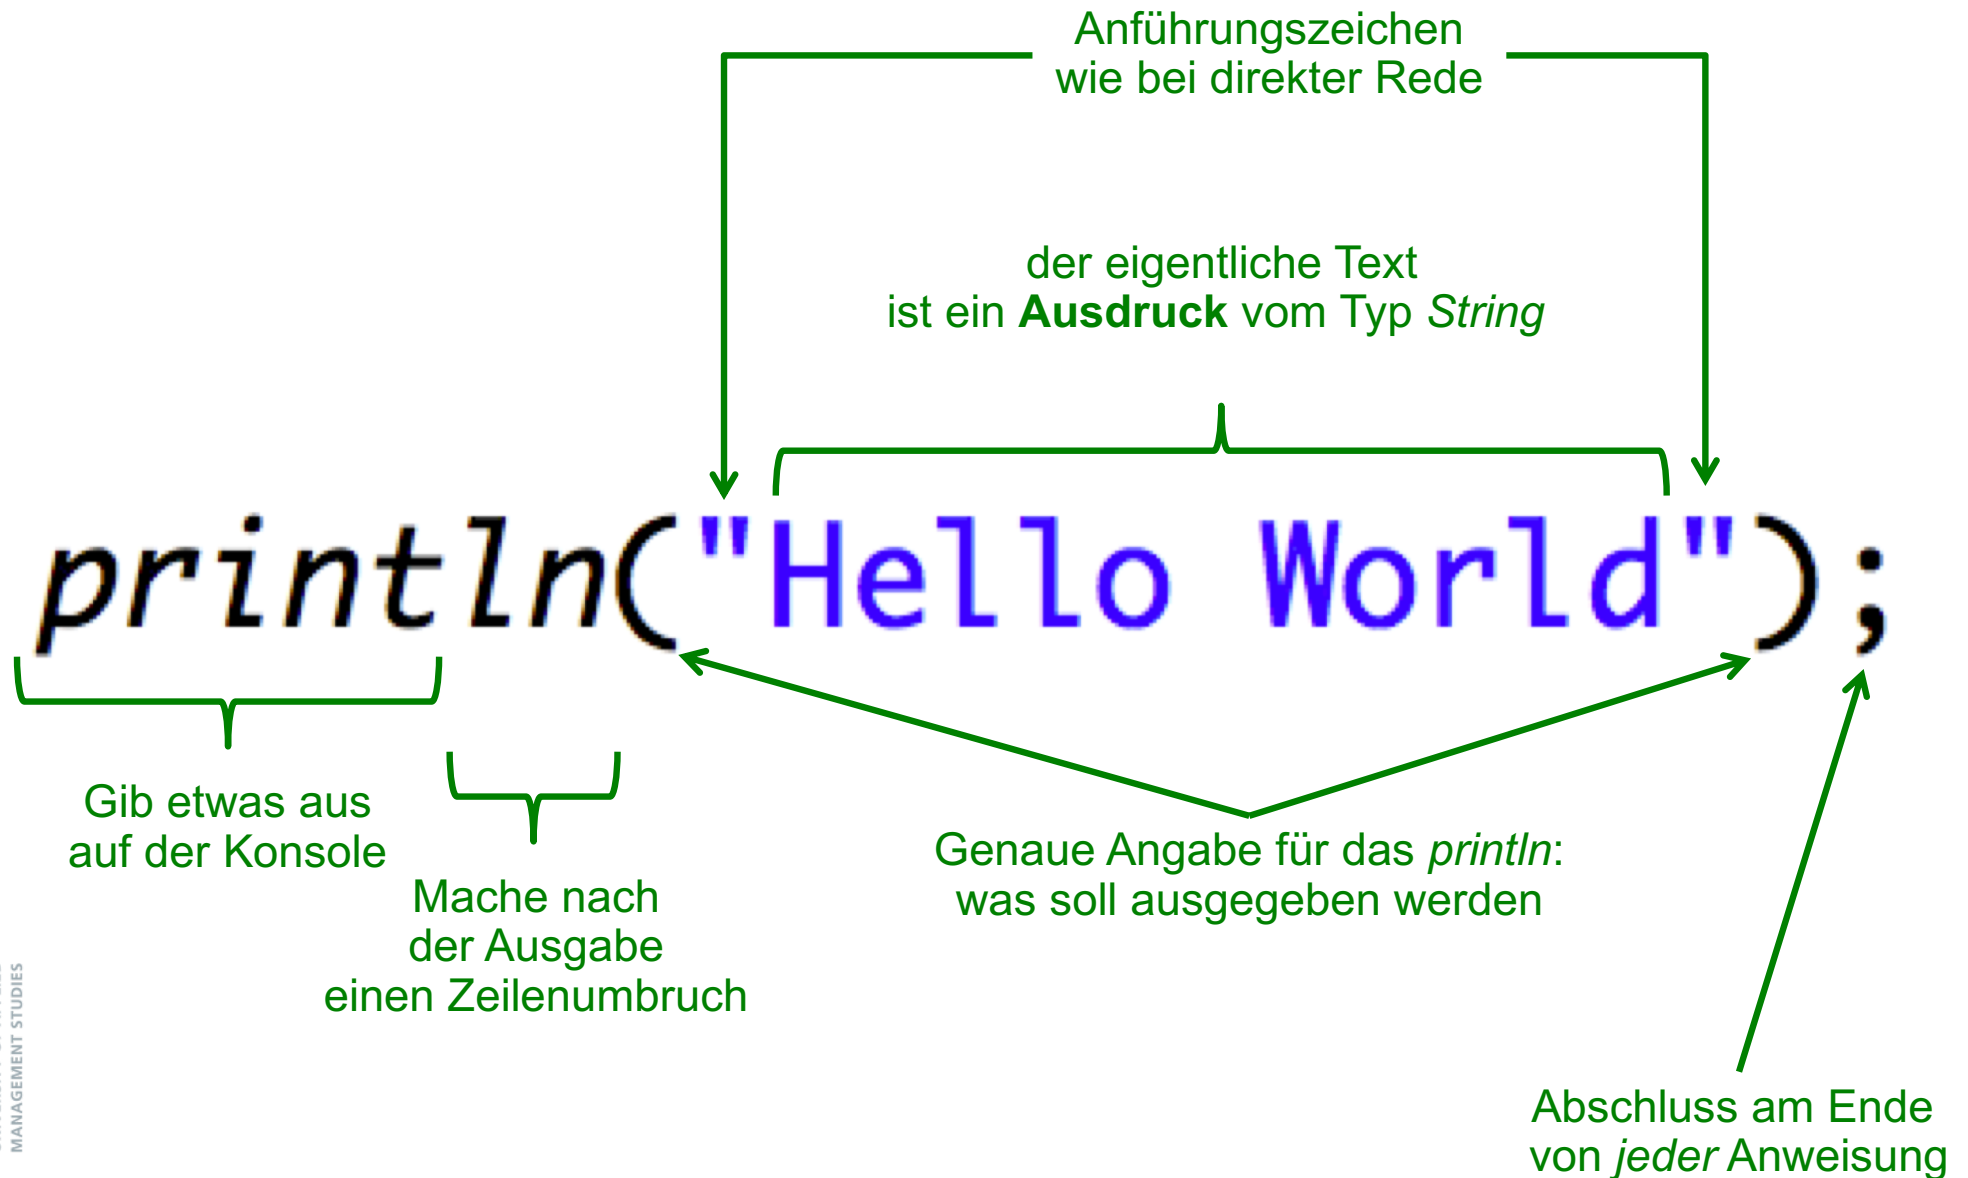 Anführungszeichen
wie bei direkter Rede
der eigentliche Text
ist ein Ausdruck vom Typ String
println("Hello World");
Gib etwas aus
auf der Konsole
Mache nach
der Ausgabe
einen Zeilenumbruch
Genaue Angabe für das println:
was soll ausgegeben werden
Abschluss am Ende
von jeder Anweisung
MANAGEMENT STUDIES